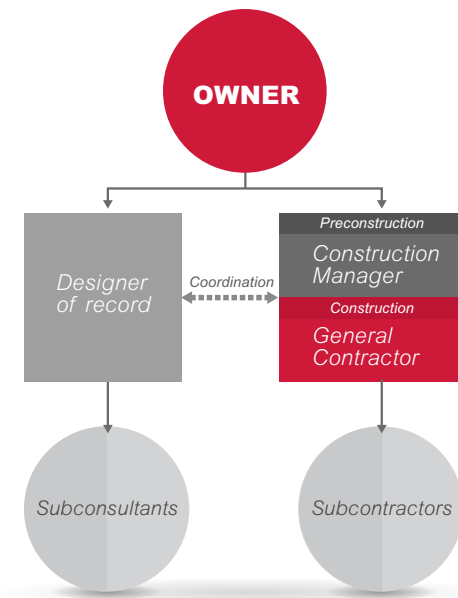 OWNER
Preconstruction
Construction
Manager
Designer
of record
Coordination
Construction
General
Contractor
Subconsultants
Subcontractors